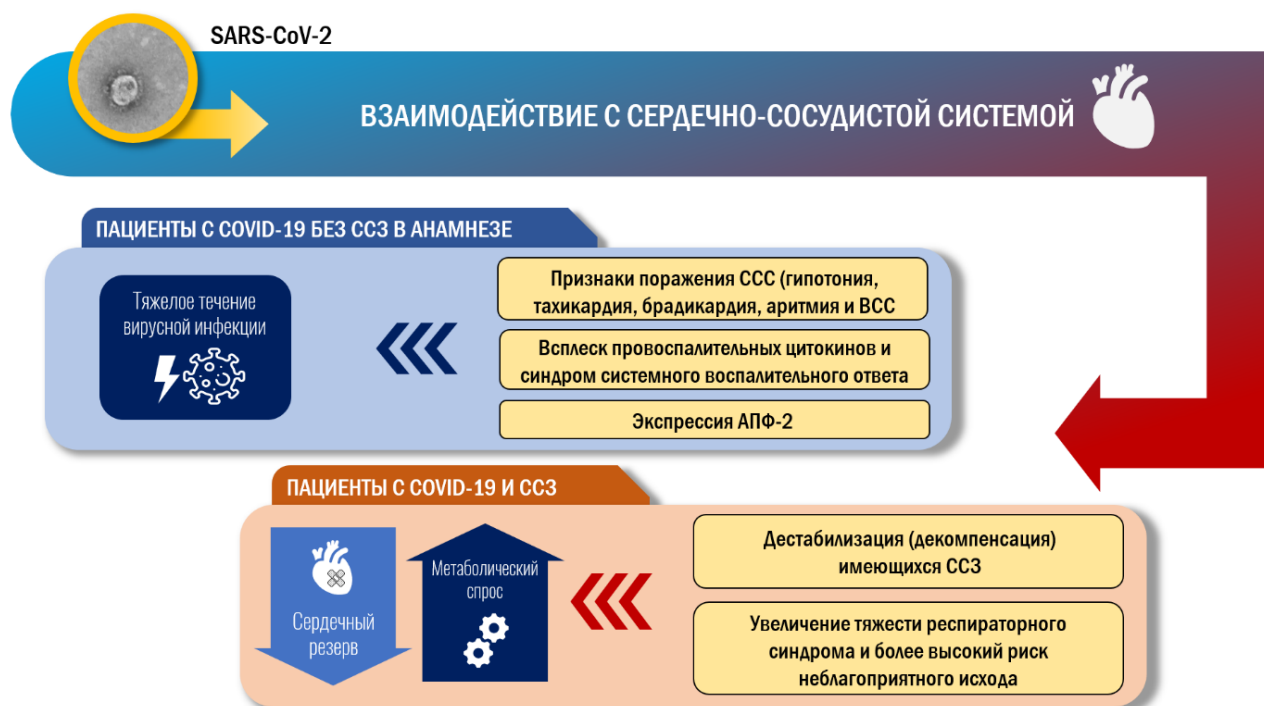 SARS-CoV-2
ВЗАИМОДЕЙСТВИЕ С СЕРДЕЧНО-СОСУДИСТОЙ СИСТЕМОЙ
ПАЦИЕНТЫ С COVID-19 БЕЗ ССЗ В АНАМНЕЗЕ
Тяжелое течение
вирусной инфекции
Признаки поражения ССС (гипотония,
тахикардия, брадикардия, аритмия и ВСС
Всплеск провоспалительных цитокинов и
синдром системного воспалительного ответа
Экспрессия АПФ-2
ПАЦИЕНТЫ С COVID-19 И ССЗ
Сердечный
резерв
Метаболический
спрос
Дестабилизация (декомпенсация)
имеющихся ССЗ
Увеличение тяжести респираторного
синдрома и более высокий риск
неблагоприятного исхода